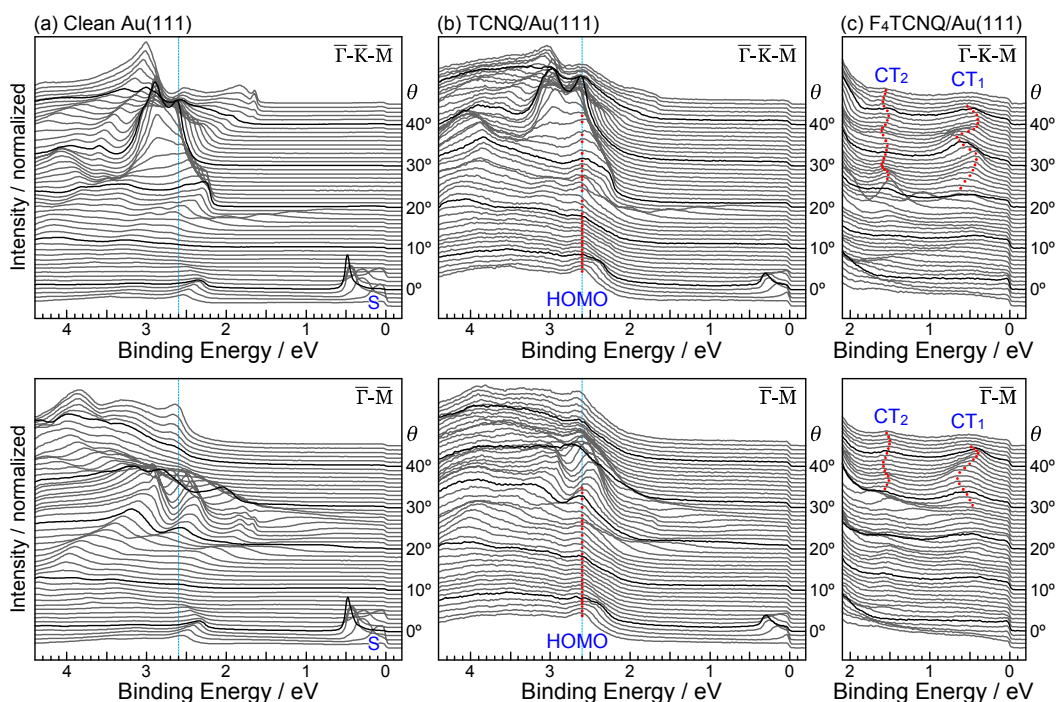 (a) Clean Au(111)
(b) TCNQ/Au(111)
(c) F₄TCNQ/Au(111)
Intensity / normalized
Γ̅-K̅-M̅
θ
40º
30º
20º
10º
0º
S
4 3 2 1 0
Binding Energy / eV
Γ̅-K̅-M̅
θ
40º
30º
20º
10º
0º
HOMO
4 3 2 1 0
Binding Energy / eV
Γ̅-K̅-M̅
CT₂ CT₁
θ
40º
30º
20º
10º
0º
2 1 0
Binding Energy / eV
Intensity / normalized
Γ̅-M̅
θ
40º
30º
20º
10º
0º
S
4 3 2 1 0
Binding Energy / eV
Γ̅-M̅
θ
40º
30º
20º
10º
0º
HOMO
4 3 2 1 0
Binding Energy / eV
Γ̅-M̅
CT₂ CT₁
θ
40º
30º
20º
10º
0º
2 1 0
Binding Energy / eV